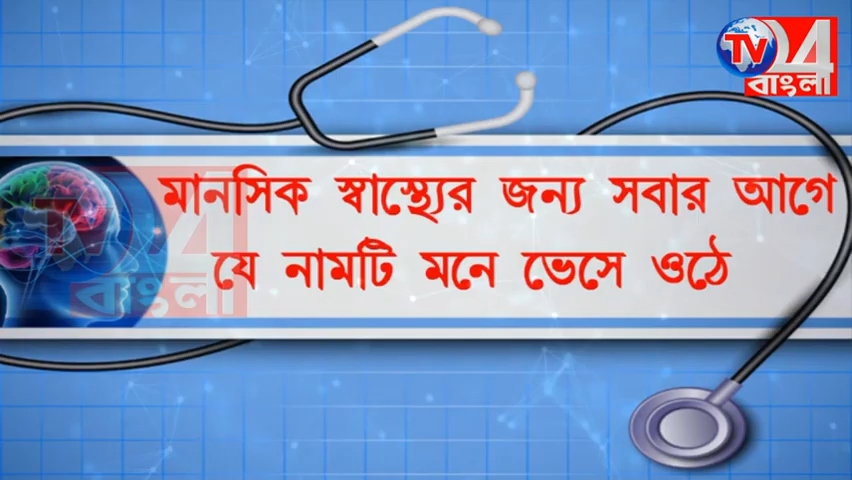 TV 24
বাংলা
মানসিক স্বাস্থ্যের জন্য সবার আগে
যে নামটি মনে ভেসে ওঠে